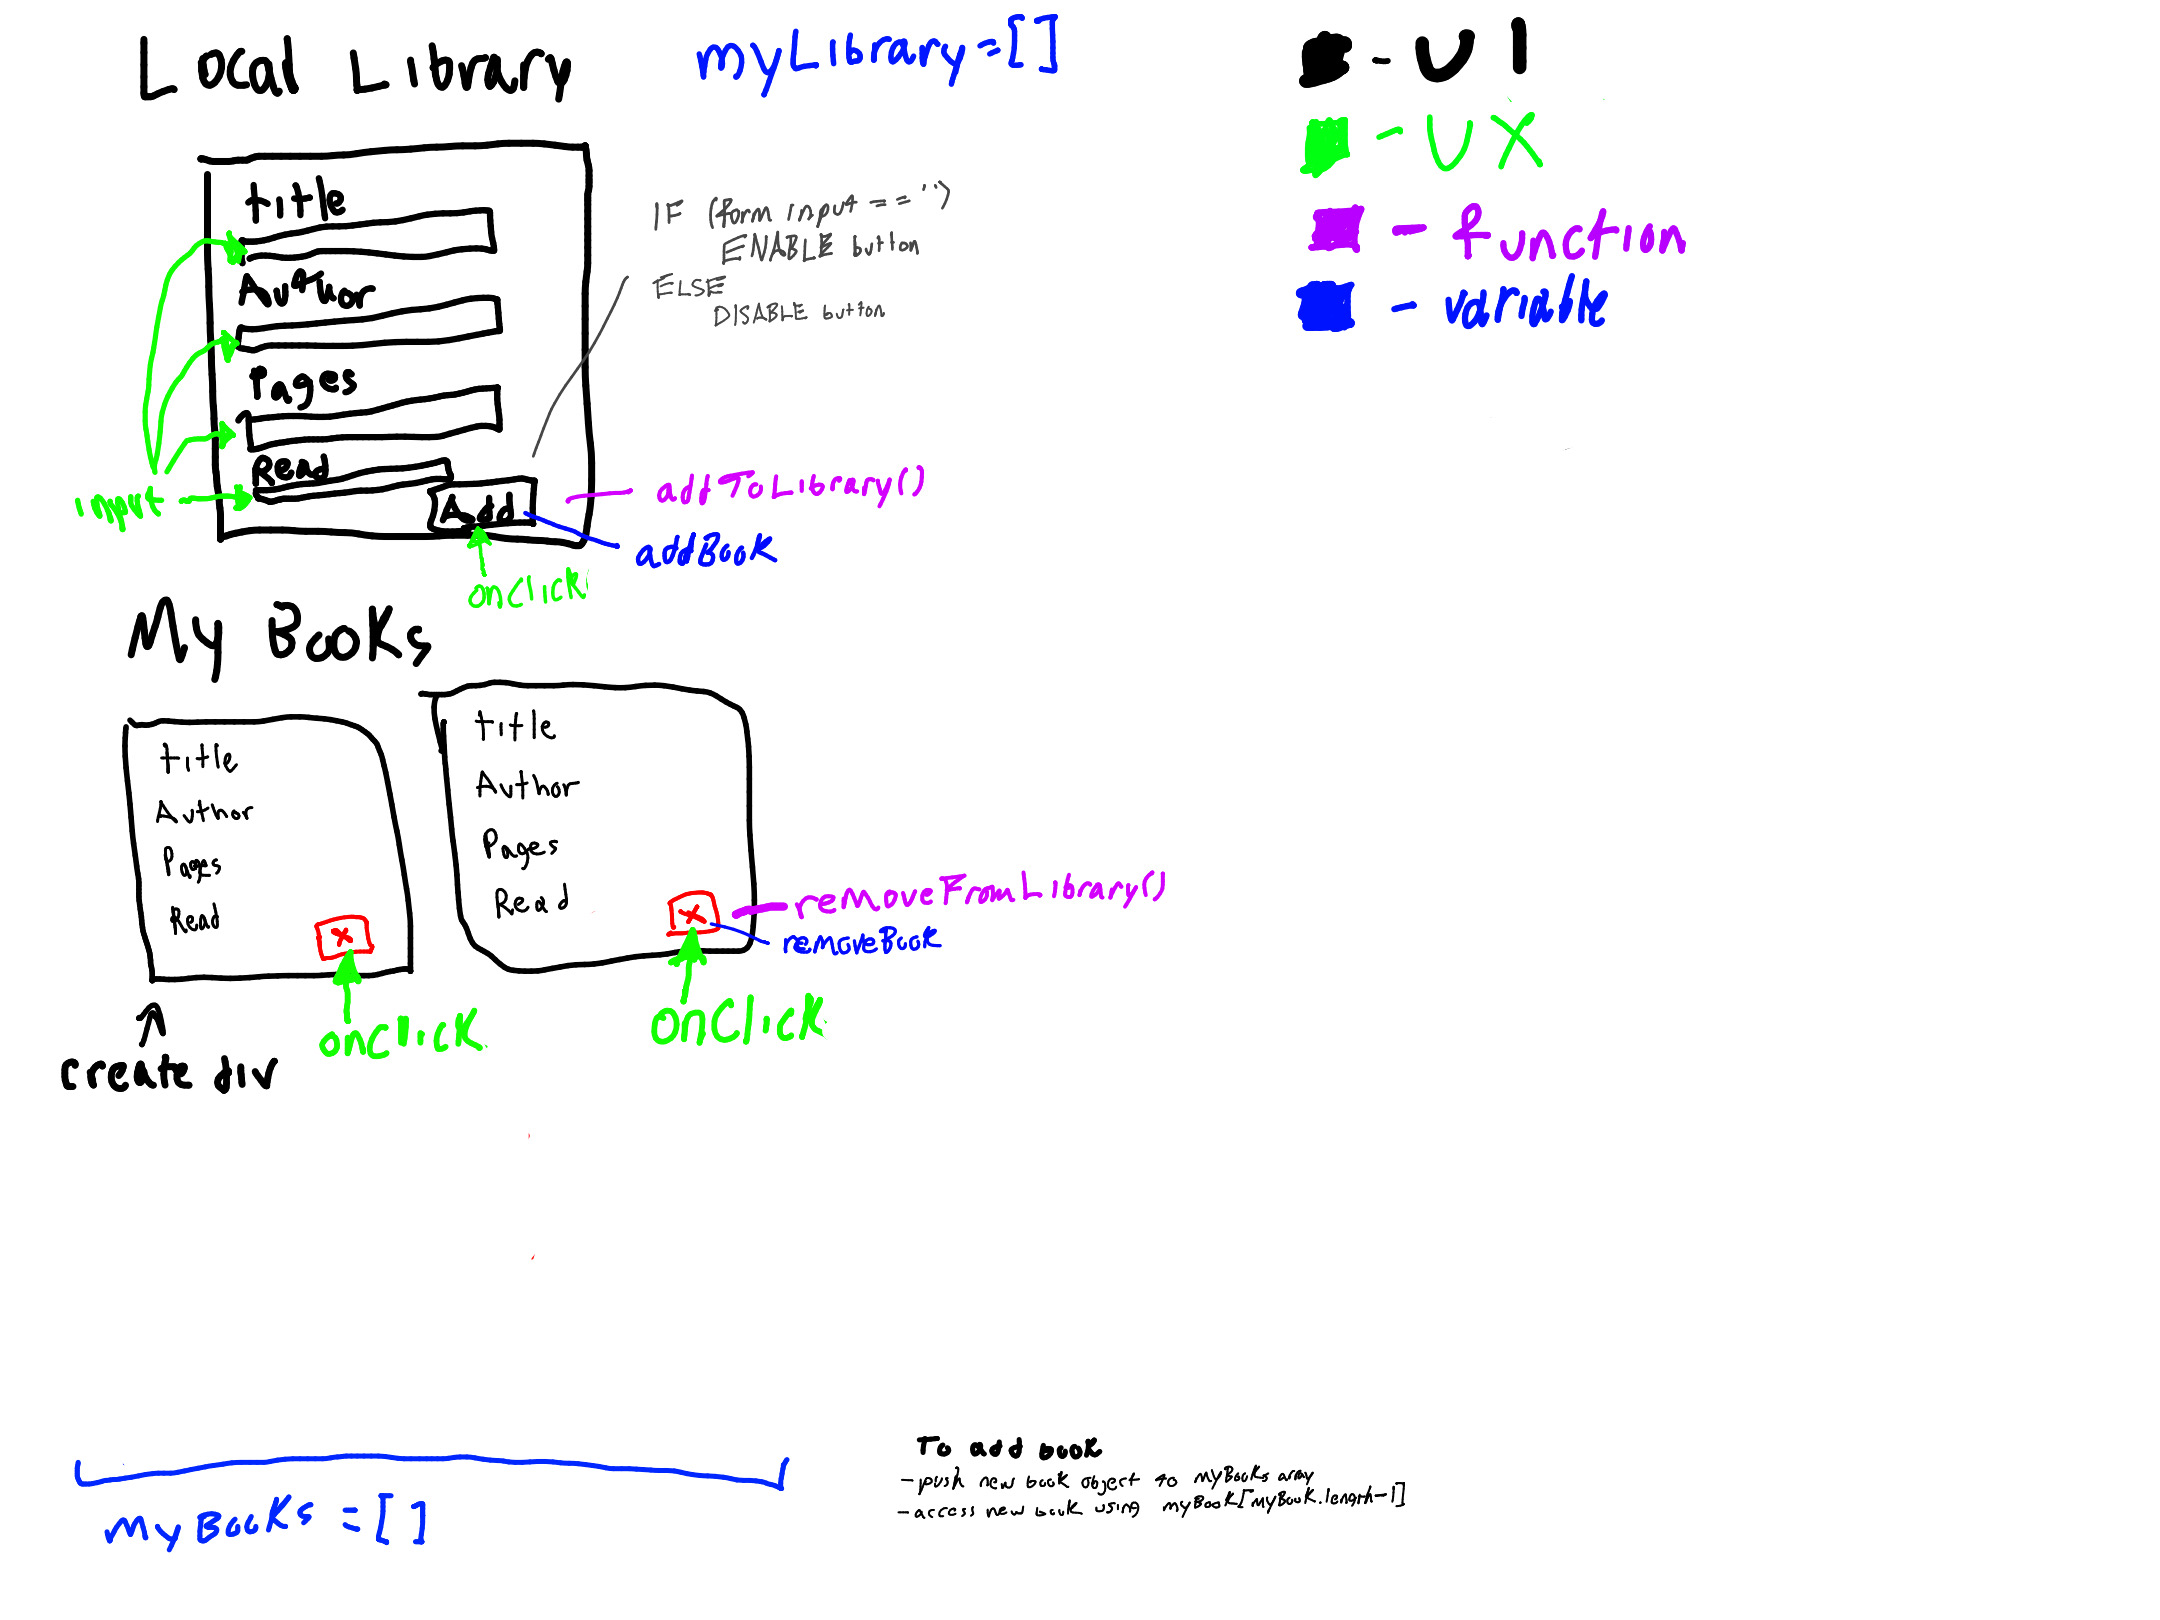 Local Library
myLibrary=[]
- UI
- UX
- function
- variable
title
Author
Pages
Read
Add
input
IF (form input == '')
ENABLE button
ELSE
DISABLE button
addToLibrary()
addBook
onclick
My Books
title
Author
Pages
Read
x
onclick
create div
title
Author
Pages
Read
x
removeFromLibrary()
removeBook
onclick
myBooks = []
To add book
-push new book object to myBooks array
-access new book using myBook[myBook.length-1]